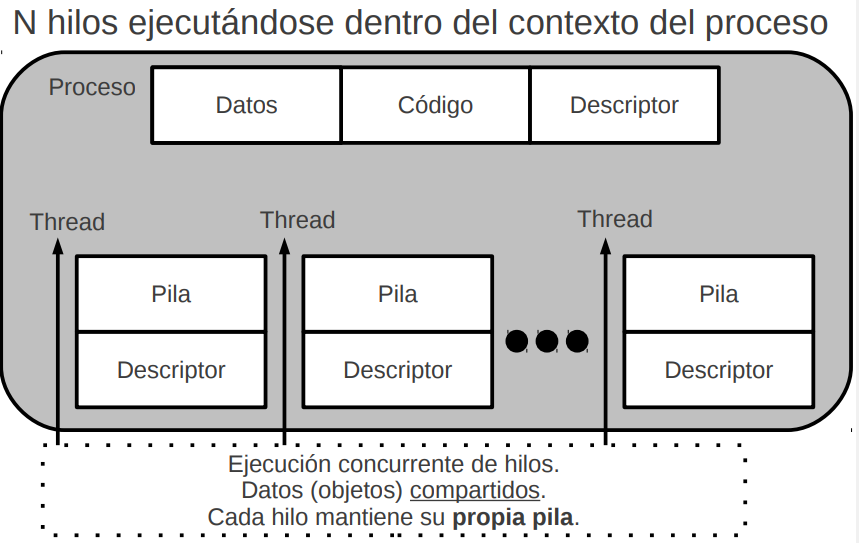 N hilos ejecutándose dentro del contexto del proceso
Proceso
Datos
Código
Descriptor
Thread
Thread
Thread
Pila
Pila
Pila
Descriptor
Descriptor
Descriptor
Ejecución concurrente de hilos.
Datos (objetos) compartidos.
Cada hilo mantiene su propia pila.